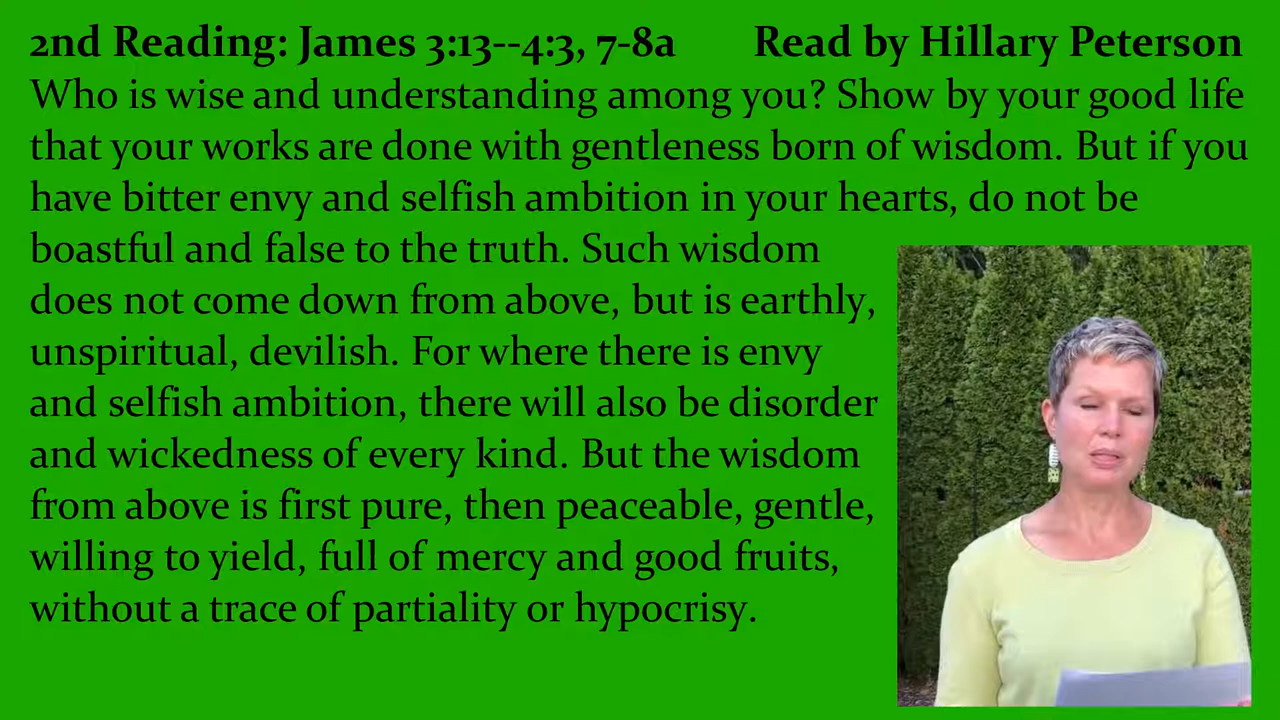 2nd Reading: James 3:13--4:3, 7-8a Read by Hillary Peterson
Who is wise and understanding among you? Show by your good life
that your works are done with gentleness born of wisdom. But if you
have bitter envy and selfish ambition in your hearts, do not be
boastful and false to the truth. Such wisdom
does not come down from above, but is earthly,
unspiritual, devilish. For where there is envy
and selfish ambition, there will also be disorder
and wickedness of every kind. But the wisdom
from above is first pure, then peaceable, gentle,
willing to yield, full of mercy and good fruits,
without a trace of partiality or hypocrisy.